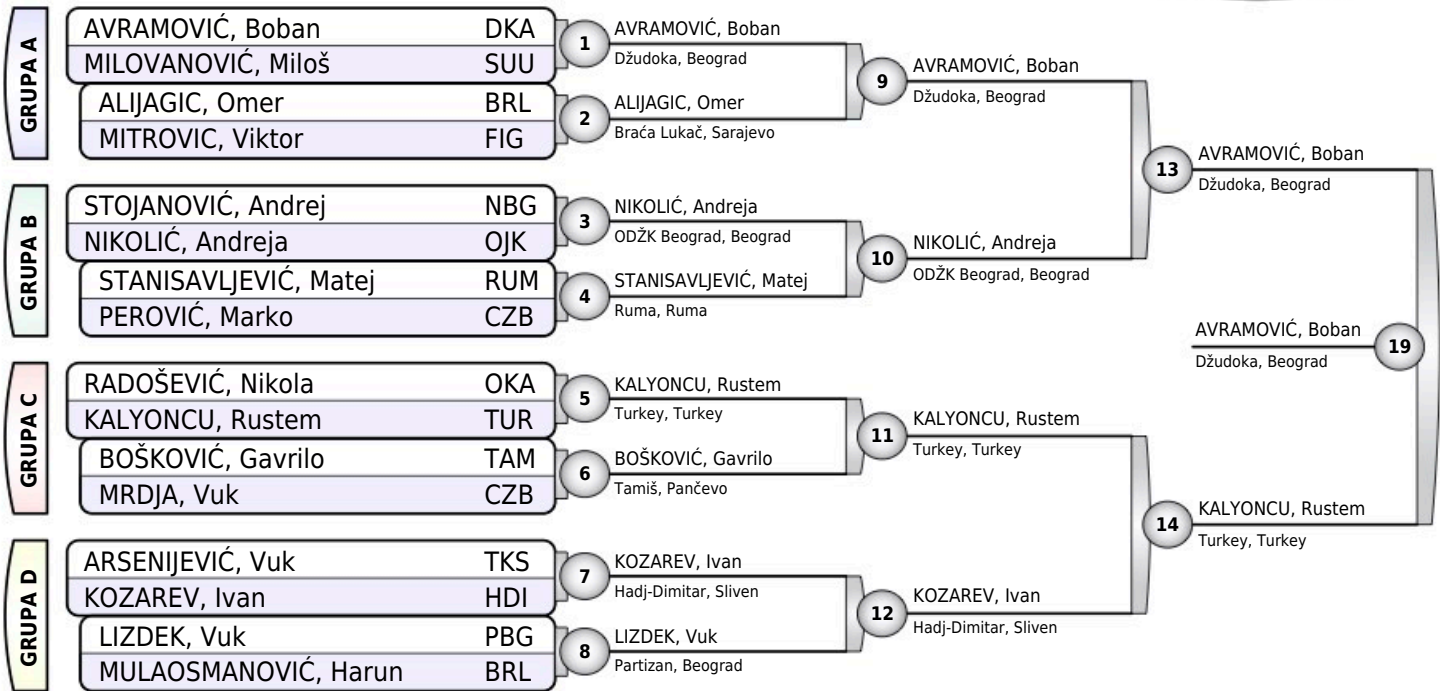 GRUPA A
AVRAMOVIĆ, Boban DKA
MILOVANOVIĆ, Miloš SUU
ALIJAGIC, Omer BRL
MITROVIC, Viktor FIG
GRUPA B
STOJANOVIĆ, Andrej NBG
NIKOLIĆ, Andreja OJK
STANISAVLJEVIĆ, Matej RUM
PEROVIĆ, Marko CZB
GRUPA C
RADOŠEVIĆ, Nikola OKA
KALYONCU, Rustem TUR
BOŠKOVIĆ, Gavrilo TAM
MRDJA, Vuk CZB
GRUPA D
ARSENIJEVIĆ, Vuk TKS
KOZAREV, Ivan HDI
LIZDEK, Vuk PBG
MULAOSMANOVIĆ, Harun BRL
1
AVRAMOVIĆ, Boban
Džudoka, Beograd
2
ALIJAGIC, Omer
Braća Lukač, Sarajevo
3
NIKOLIĆ, Andreja
ODŽK Beograd, Beograd
4
STANISAVLJEVIĆ, Matej
Ruma, Ruma
5
KALYONCU, Rustem
Turkey, Turkey
6
BOŠKOVIĆ, Gavrilo
Tamiš, Pančevo
7
KOZAREV, Ivan
Hadj-Dimitar, Sliven
8
LIZDEK, Vuk
Partizan, Beograd
9
AVRAMOVIĆ, Boban
Džudoka, Beograd
10
NIKOLIĆ, Andreja
ODŽK Beograd, Beograd
11
KALYONCU, Rustem
Turkey, Turkey
12
KOZAREV, Ivan
Hadj-Dimitar, Sliven
13
AVRAMOVIĆ, Boban
Džudoka, Beograd
14
KALYONCU, Rustem
Turkey, Turkey
AVRAMOVIĆ, Boban
Džudoka, Beograd
19